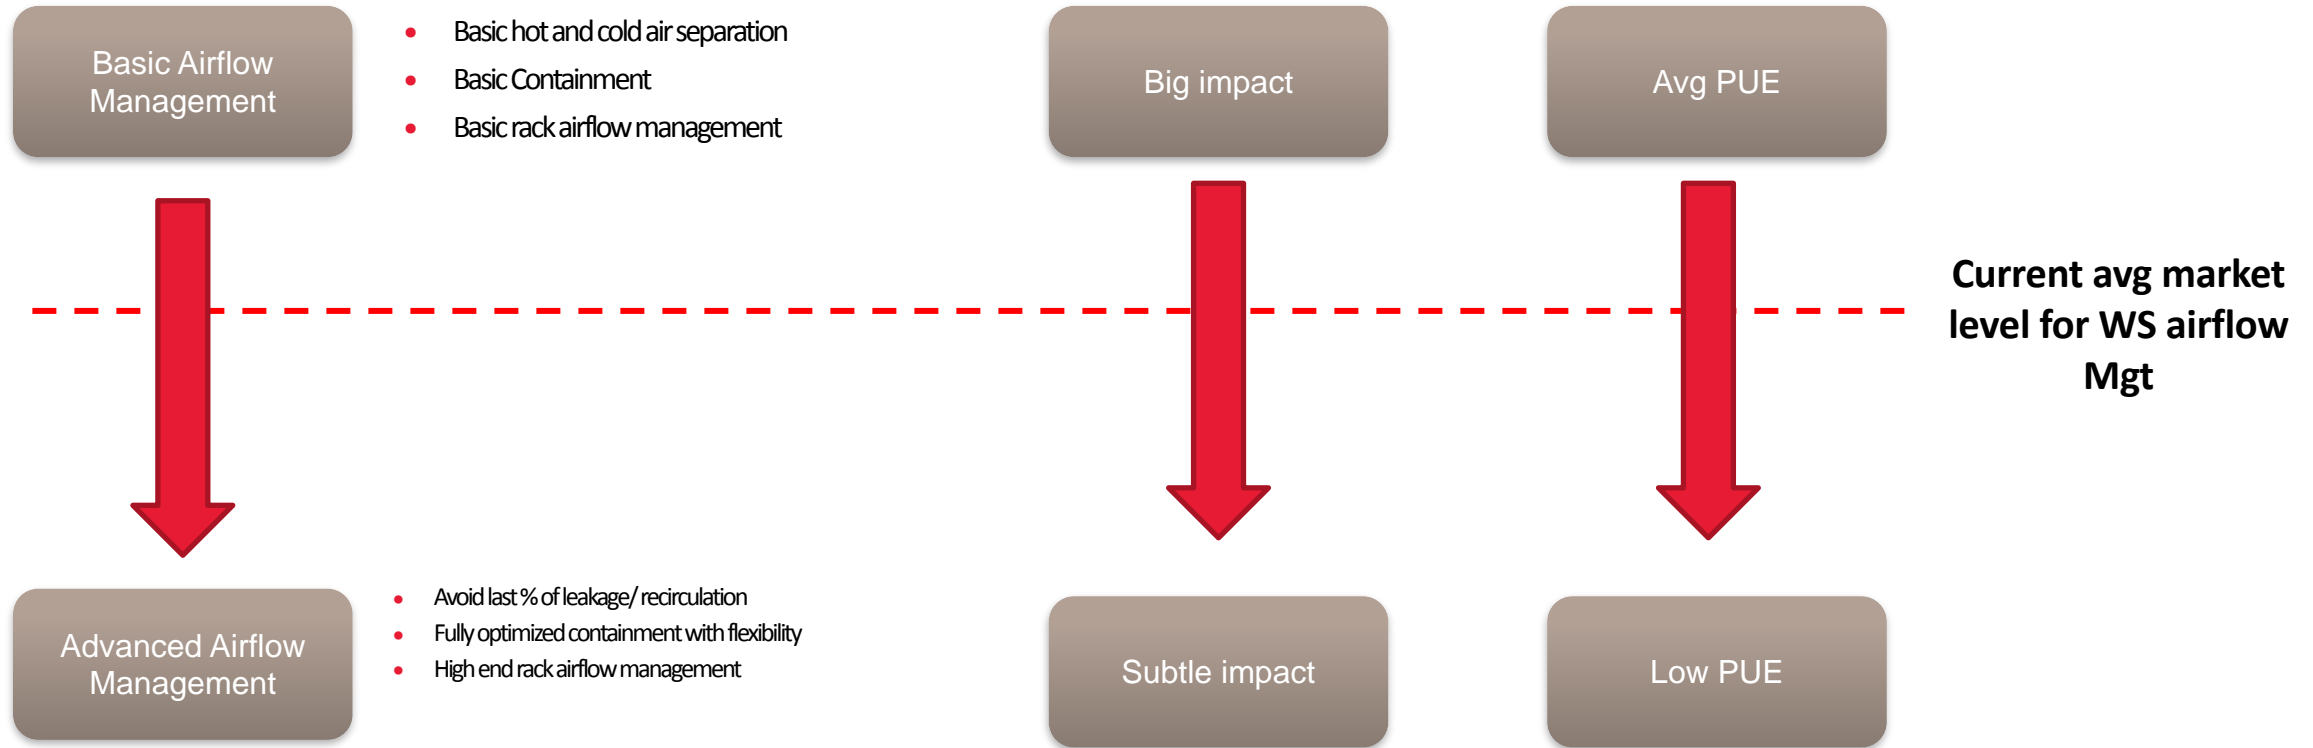 Basic Airflow
Management
• Basic hot and cold air separation
• Basic Containment
• Basic rack airflow management
Big impact
Avg PUE
Current avg market
level for WS airflow
Mgt
Advanced Airflow
Management
• Avoid last % of leakage/ recirculation
• Fully optimized containment with flexibility
• High end rack airflow management
Subtle impact
Low PUE